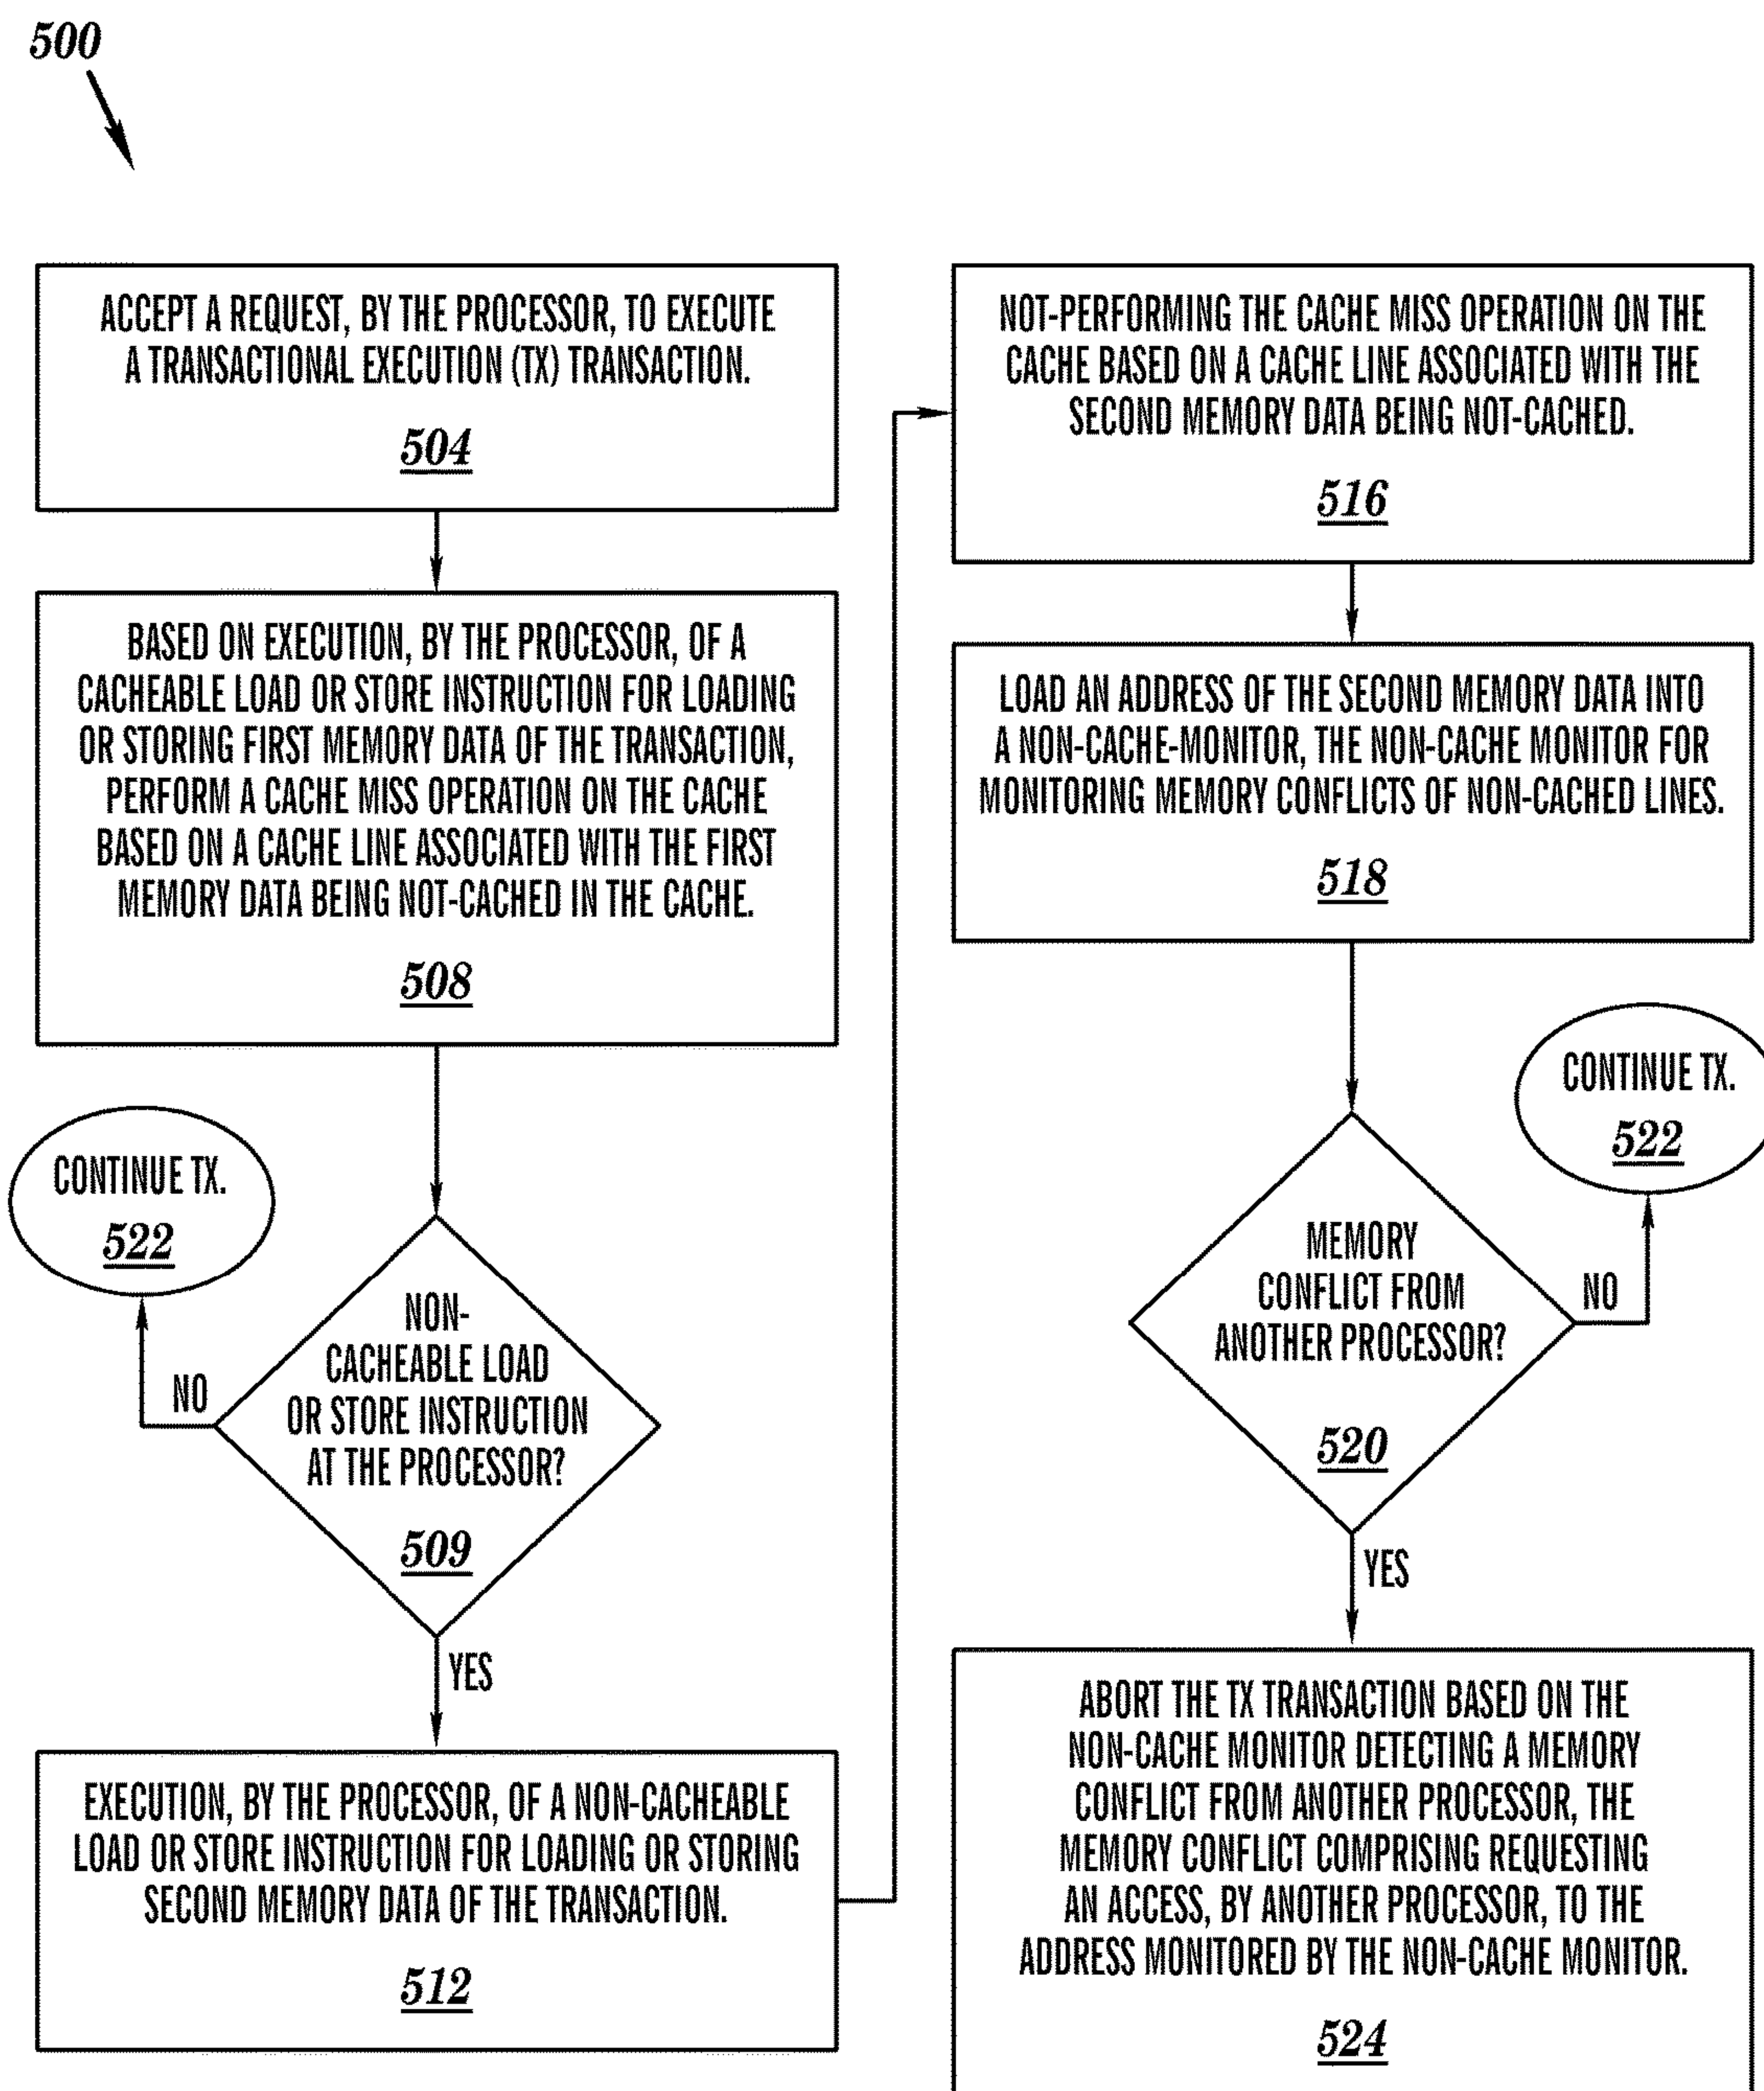 500
ACCEPT A REQUEST, BY THE PROCESSOR, TO EXECUTE
A TRANSACTIONAL EXECUTION (TX) TRANSACTION.
504
BASED ON EXECUTION, BY THE PROCESSOR, OF A
CACHEABLE LOAD OR STORE INSTRUCTION FOR LOADING
OR STORING FIRST MEMORY DATA OF THE TRANSACTION,
PERFORM A CACHE MISS OPERATION ON THE CACHE
BASED ON A CACHE LINE ASSOCIATED WITH THE FIRST
MEMORY DATA BEING NOT-CACHED IN THE CACHE.
508
CONTINUE TX.
522
NO
NON-
CACHEABLE LOAD
OR STORE INSTRUCTION
AT THE PROCESSOR?
509
YES
EXECUTION, BY THE PROCESSOR, OF A NON-CACHEABLE
LOAD OR STORE INSTRUCTION FOR LOADING OR STORING
SECOND MEMORY DATA OF THE TRANSACTION.
512
NOT-PERFORMING THE CACHE MISS OPERATION ON THE
CACHE BASED ON A CACHE LINE ASSOCIATED WITH THE
SECOND MEMORY DATA BEING NOT-CACHED.
516
LOAD AN ADDRESS OF THE SECOND MEMORY DATA INTO
A NON-CACHE-MONITOR, THE NON-CACHE MONITOR FOR
MONITORING MEMORY CONFLICTS OF NON-CACHED LINES.
518
CONTINUE TX.
522
MEMORY
CONFLICT FROM
ANOTHER PROCESSOR?
520
NO
YES
ABORT THE TX TRANSACTION BASED ON THE
NON-CACHE MONITOR DETECTING A MEMORY
CONFLICT FROM ANOTHER PROCESSOR, THE
MEMORY CONFLICT COMPRISING REQUESTING
AN ACCESS, BY ANOTHER PROCESSOR, TO THE
ADDRESS MONITORED BY THE NON-CACHE MONITOR.
524